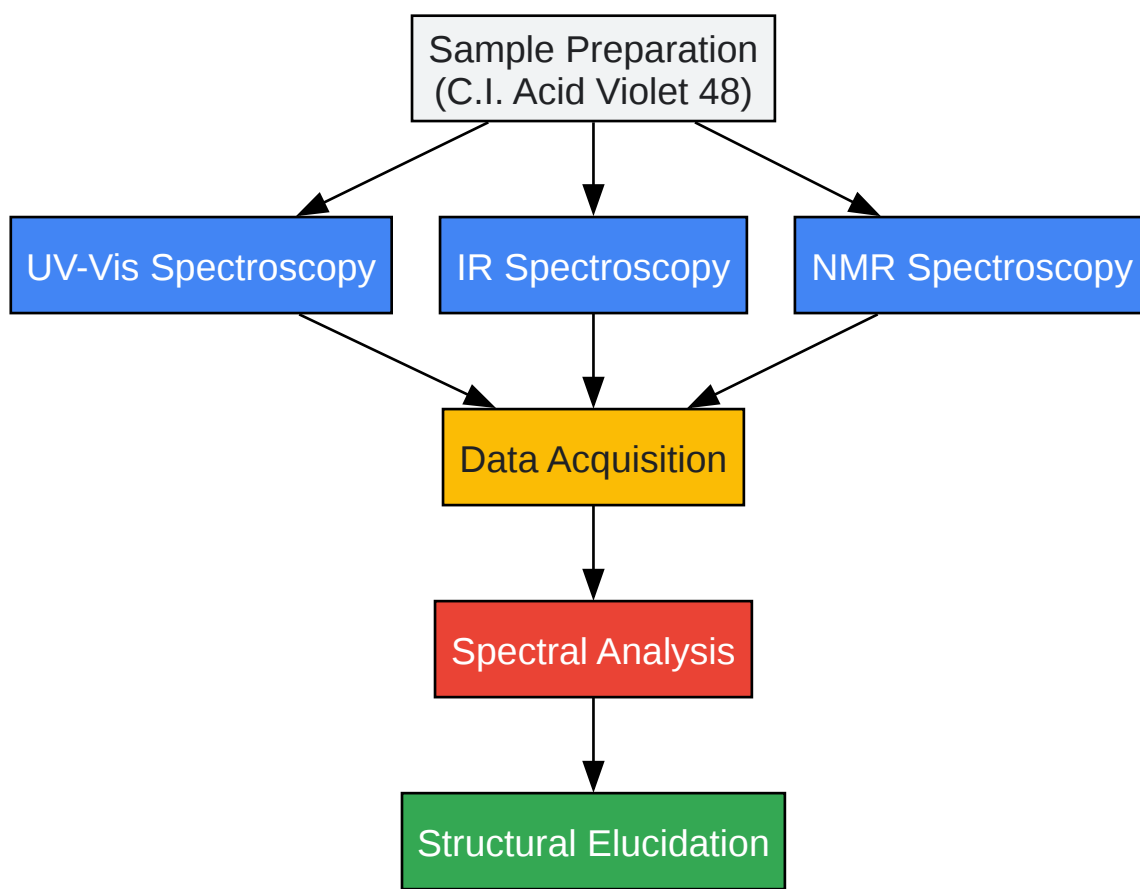 Sample Preparation
(C.I. Acid Violet 48)
UV-Vis Spectroscopy
IR Spectroscopy
NMR Spectroscopy
Data Acquisition
Spectral Analysis
Structural Elucidation